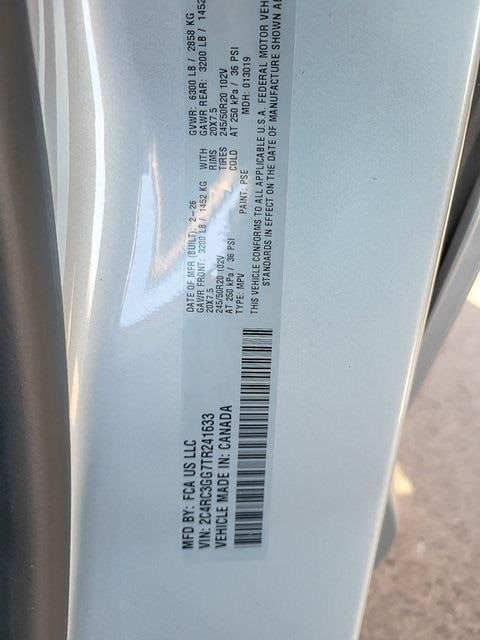 MFD BY: FCA US LLC
VIN: 2C4RC3GG7TR241633
VEHICLE MADE IN: CANADA
DATE OF MFR (BUILT): 2-26 GVWR: 6300 LB / 2858 KG
GAWR FRONT: 3200 LB / 1452 KG WITH GAWR REAR: 3200 LB / 1452
20X7.5 RIMS 20X7.5
245/50R20 102V TIRES 245/50R20 102V
AT 250 kPa / 36 PSI COLD AT 250 kPa / 36 PSI
TYPE: MPV PAINT: PSE MDH: 013019
THIS VEHICLE CONFORMS TO ALL APPLICABLE U.S.A. FEDERAL MOTOR
STANDARDS IN EFFECT ON THE DATE OF MANUFACTURE SHOWN